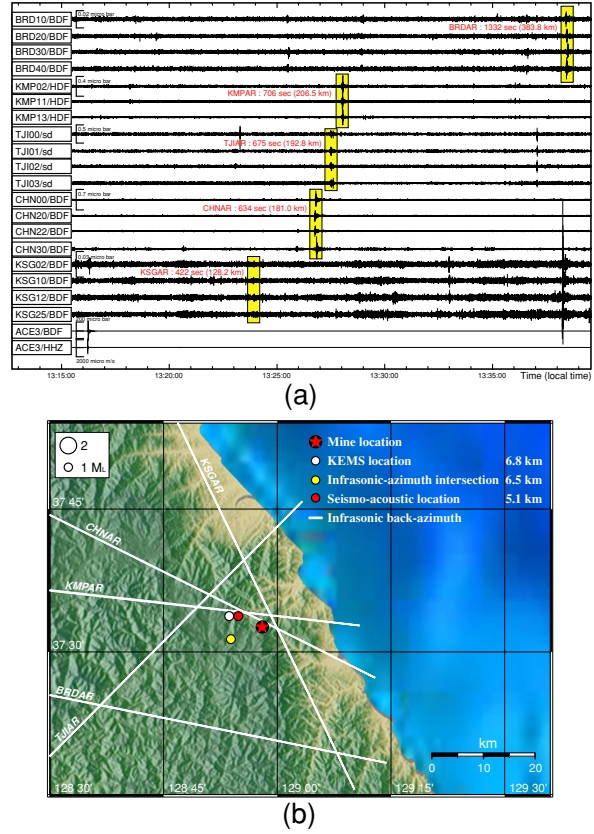 BRD10/BDF
0.02 micro bar
BRDAR : 1332 sec (383.8 km)
BRD20/BDF
BRD30/BDF
BRD40/BDF
KMP02/HDF
0.4 micro bar
KMPAR : 706 sec (206.5 km)
KMP11/HDF
KMP13/HDF
TJI00/sd
0.5 micro bar
TJIAR : 675 sec (192.8 km)
TJI01/sd
TJI02/sd
TJI03/sd
CHN00/BDF
0.7 micro bar
CHNAR : 634 sec (181.0 km)
CHN20/BDF
CHN22/BDF
CHN30/BDF
KSG02/BDF
0.03 micro bar
KSGAR : 422 sec (128.2 km)
KSG10/BDF
KSG12/BDF
KSG25/BDF
ACE3/BDF
micro bar
ACE3/HHZ
2000 micro m/s
13:15:00 13:20:00 13:25:00 13:30:00 13:35:00 Time (local time)
(a)
2
1 ML
Mine location
KEMS location 6.8 km
Infrasonic-azimuth intersection 6.5 km
Seismo-acoustic location 5.1 km
Infrasonic back-azimuth
KSGAR
37 45'
CHNAR
KMPAR
37 30'
BRDAR
TJIAR
km
0 10 20
128 30' 128 45' 129 00' 129 15' 129 30'
(b)